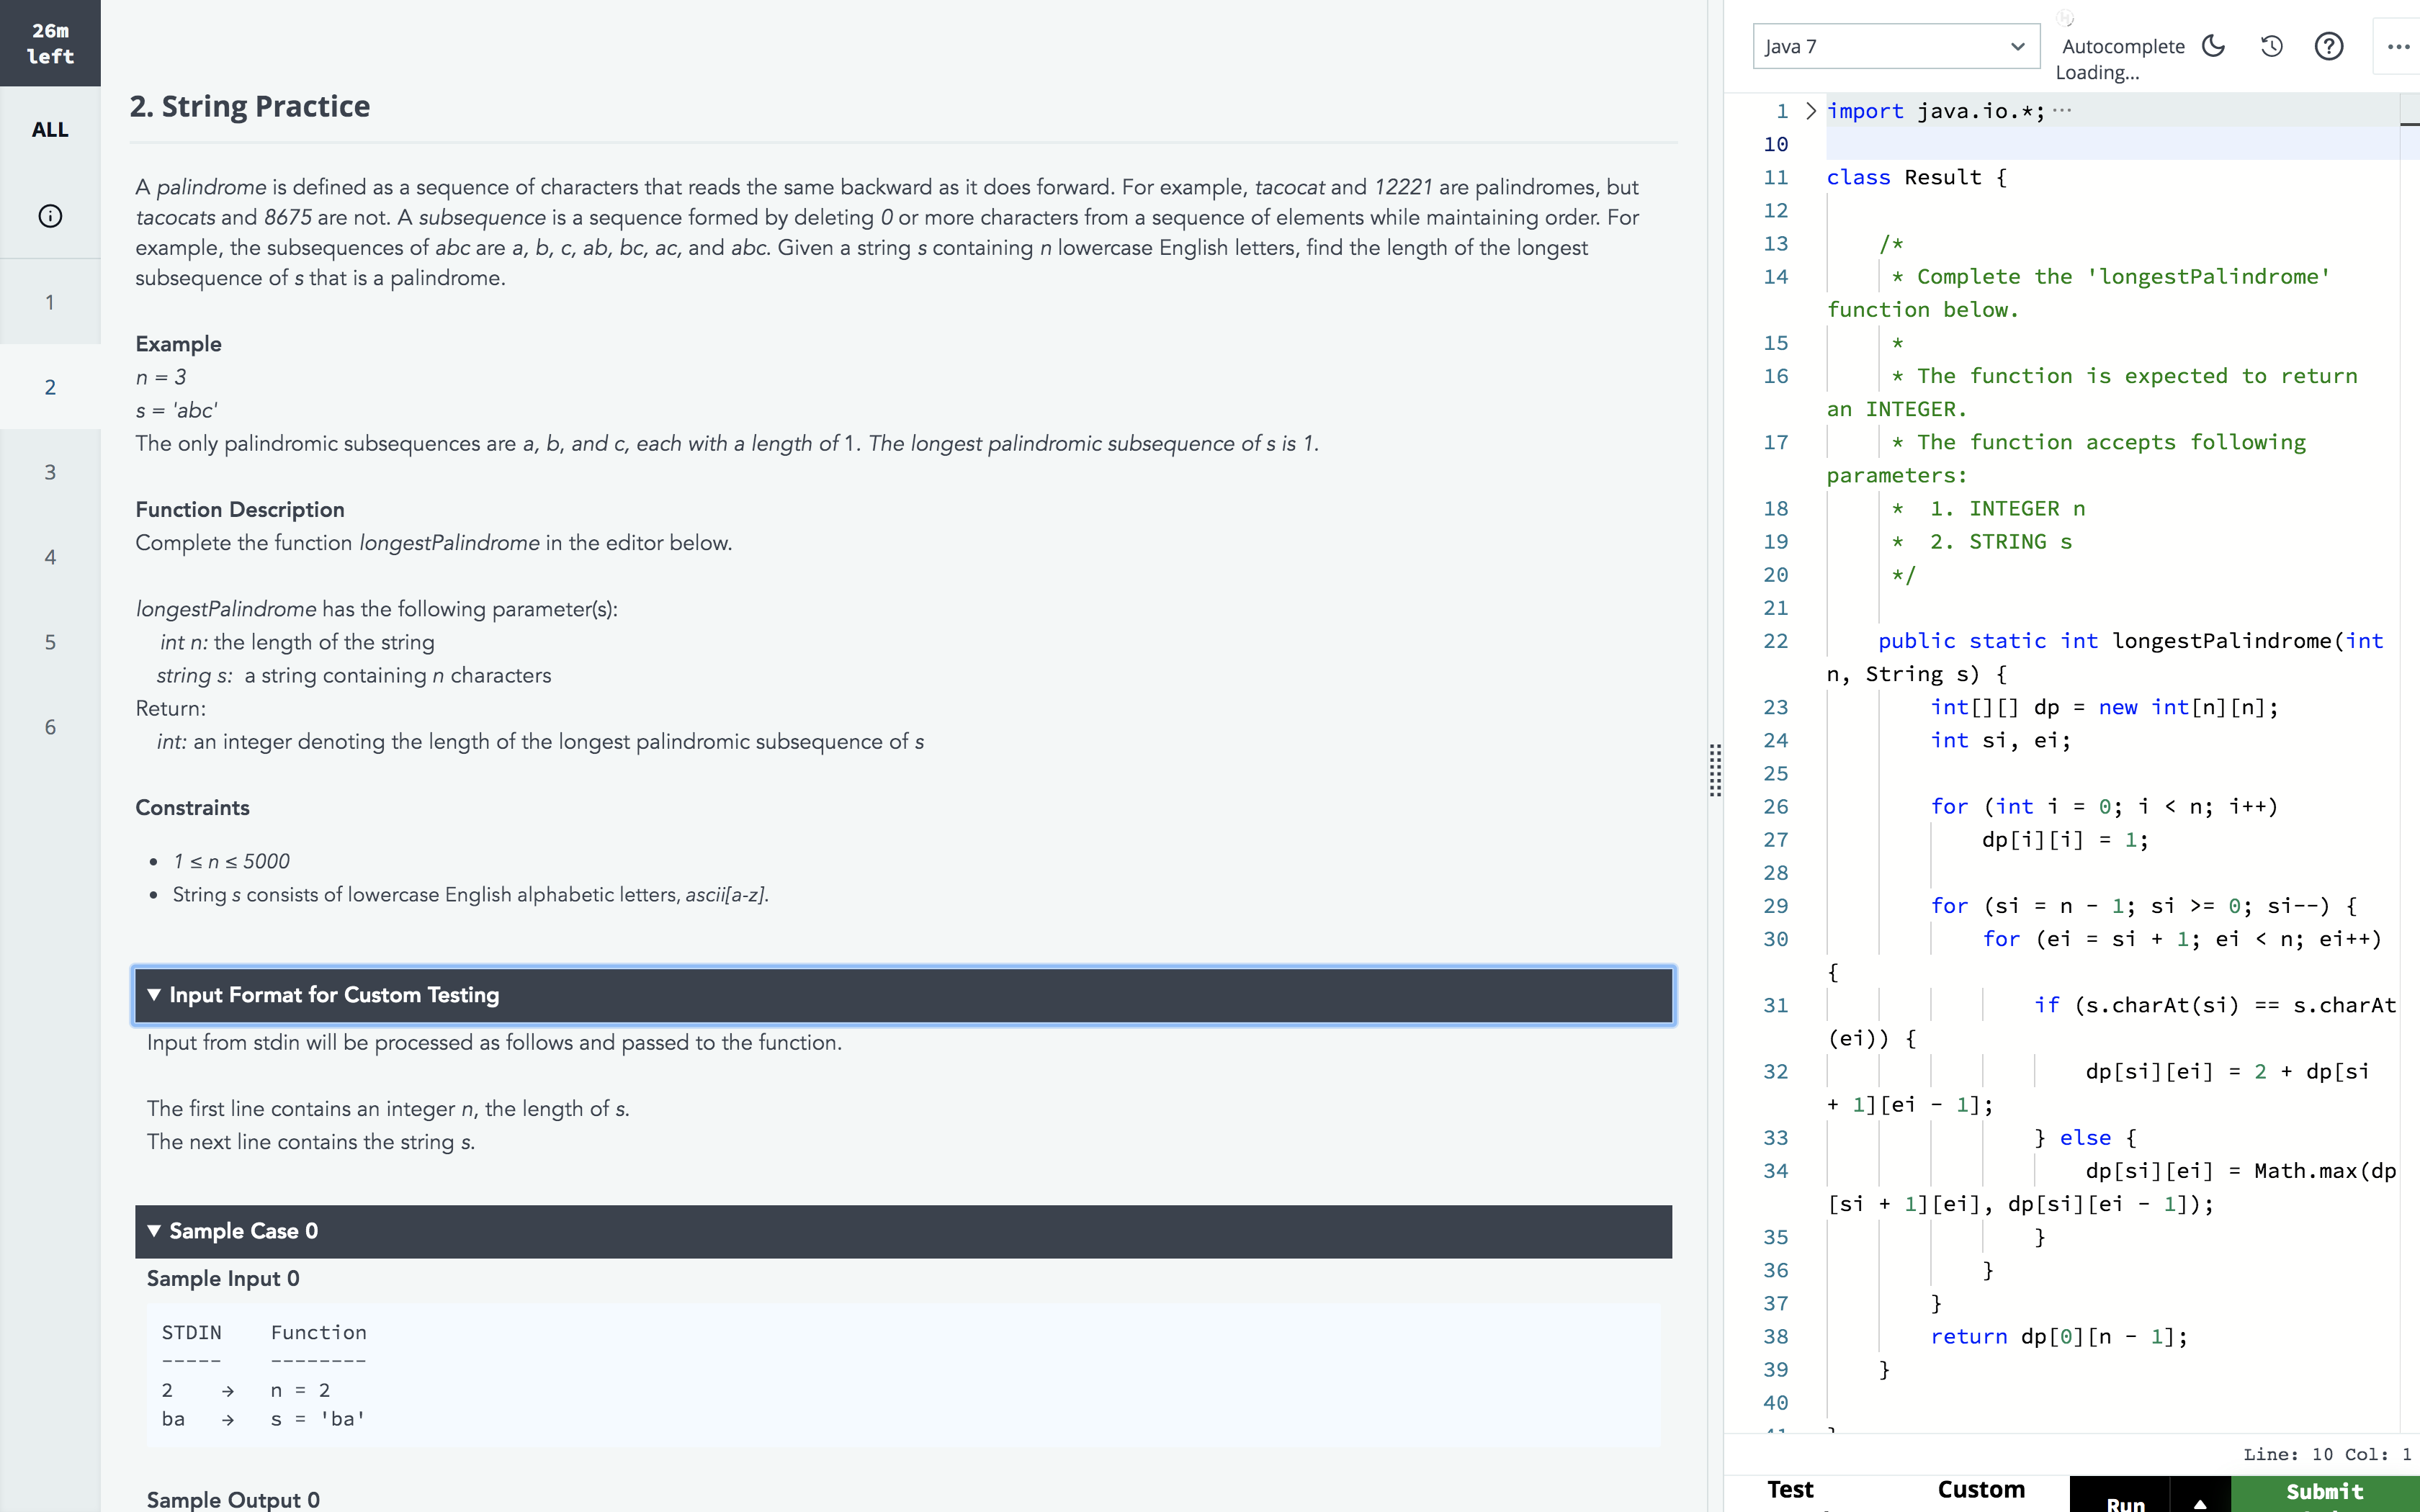 26m
left
ALL
1
2
3
4
5
6
2. String Practice
A palindrome is defined as a sequence of characters that reads the same backward as it does forward. For example, tacocat and 12221 are palindromes, but
tacocats and 8675 are not. A subsequence is a sequence formed by deleting 0 or more characters from a sequence of elements while maintaining order. For
example, the subsequences of abc are a, b, c, ab, bc, ac, and abc. Given a string s containing n lowercase English letters, find the length of the longest
subsequence of s that is a palindrome.
Example
n = 3
s = 'abc'
The only palindromic subsequences are a, b, and c, each with a length of 1. The longest palindromic subsequence of s is 1.
Function Description
Complete the function longestPalindrome in the editor below.
longestPalindrome has the following parameter(s):
int n: the length of the string
string s:  a string containing n characters
Return:
int: an integer denoting the length of the longest palindromic subsequence of s
Constraints
• 1 ≤ n ≤ 5000
• String s consists of lowercase English alphabetic letters, ascii[a-z].
▼ Input Format for Custom Testing
Input from stdin will be processed as follows and passed to the function.
The first line contains an integer n, the length of s.
The next line contains the string s.
▼ Sample Case 0
Sample Input 0
STDIN    Function
-----    --------
2    →   n = 2
ba   →   s = 'ba'
Sample Output 0
Java 7
Autocomplete
Loading...
1 import java.io.*; ···
10
11 class Result {
12
13     /*
14      * Complete the 'longestPalindrome'
function below.
15      *
16      * The function is expected to return
an INTEGER.
17      * The function accepts following
parameters:
18      *  1. INTEGER n
19      *  2. STRING s
20      */
21
22     public static int longestPalindrome(int
n, String s) {
23         int[][] dp = new int[n][n];
24         int si, ei;
25
26         for (int i = 0; i < n; i++)
27             dp[i][i] = 1;
28
29         for (si = n - 1; si >= 0; si--) {
30             for (ei = si + 1; ei < n; ei++)
{
31                 if (s.charAt(si) == s.charAt
(ei)) {
32                     dp[si][ei] = 2 + dp[si
+ 1][ei - 1];
33                 } else {
34                     dp[si][ei] = Math.max(dp
[si + 1][ei], dp[si][ei - 1]);
35                 }
36             }
37         }
38         return dp[0][n - 1];
39     }
40
Line: 10 Col: 1
Test
Custom
Run
Submit